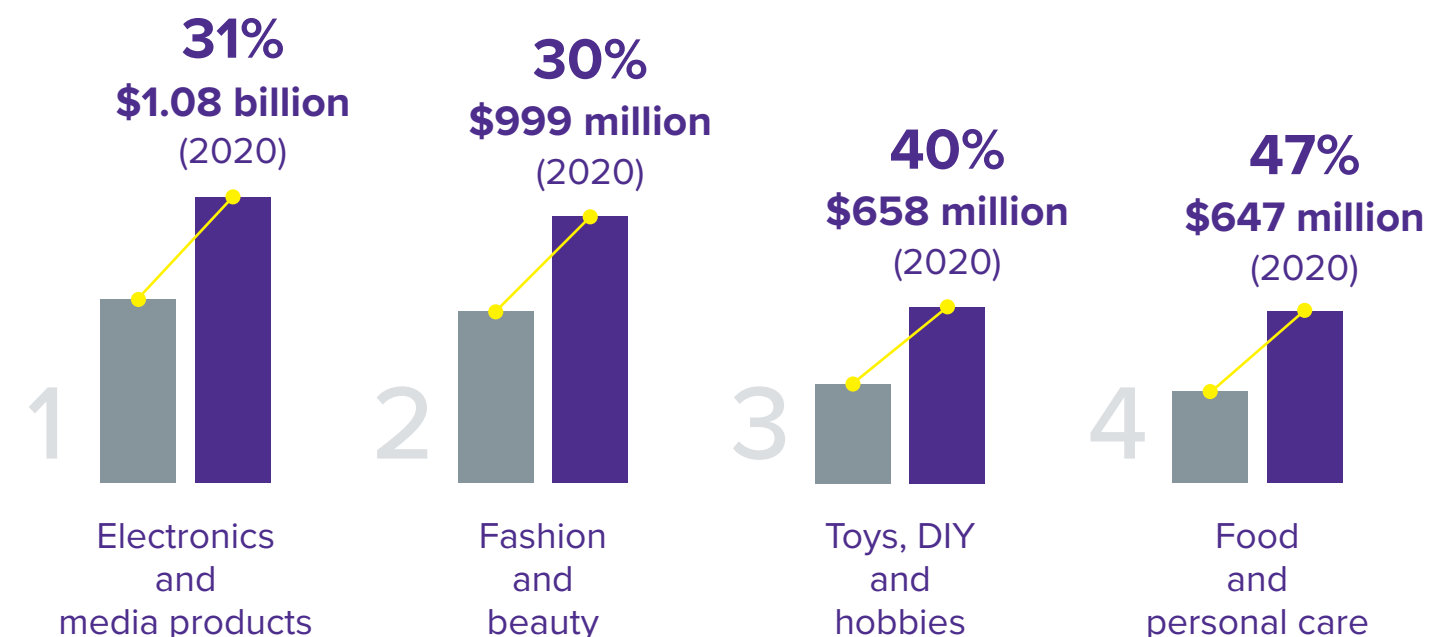 31%
$1.08 billion
(2020)
1
Electronics
and
media products
30%
$999 million
(2020)
2
Fashion
and
beauty
40%
$658 million
(2020)
3
Toys, DIY
and
hobbies
47%
$647 million
(2020)
4
Food
and
personal care